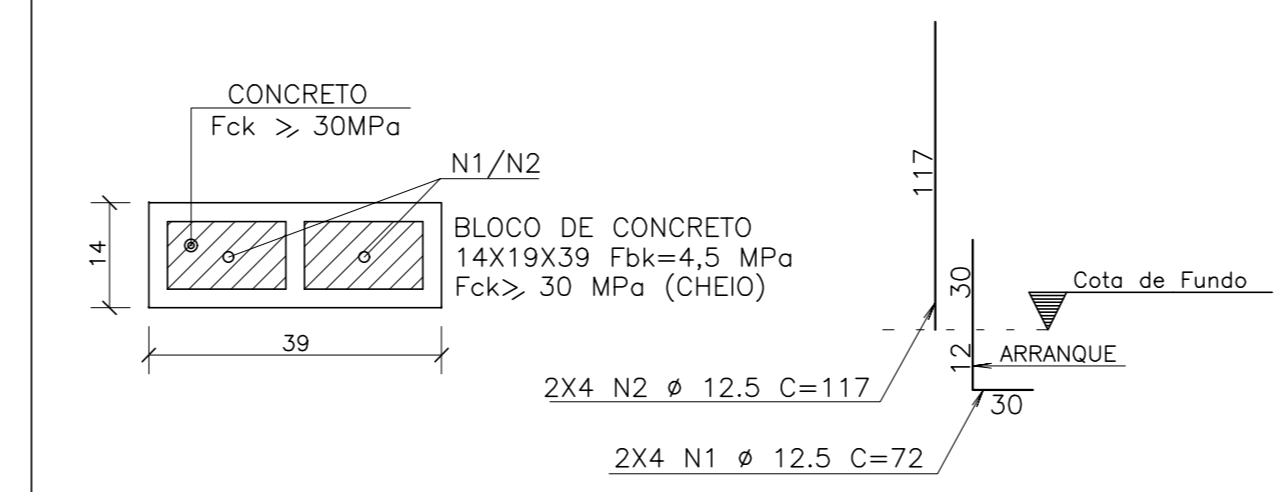 CONCRETO
Fck ⩾ 30MPa
N1/N2
14
BLOCO DE CONCRETO
14X19X39 Fbk=4,5 MPa
Fck⩾ 30 MPa (CHEIO)
39
117
30
Cota de Fundo
12
ARRANQUE
30
2X4 N2 ø 12.5 C=117
2X4 N1 ø 12.5 C=72